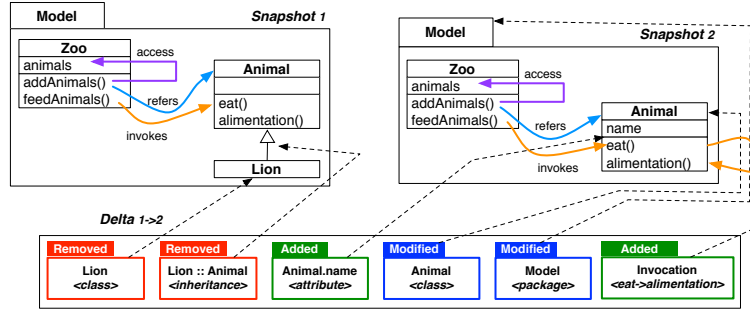 Model
Snapshot 1
Zoo
animals
addAnimals()
feedAnimals()
access
refers
invokes
Animal
eat()
alimentation()
Lion
Model
Snapshot 2
Zoo
animals
addAnimals()
feedAnimals()
access
refers
invokes
Animal
name
eat()
alimentation()
Delta 1->2
Removed
Lion
<class>
Removed
Lion :: Animal
<inheritance>
Added
Animal.name
<attribute>
Modified
Animal
<class>
Modified
Model
<package>
Added
Invocation
<eat->alimentation>